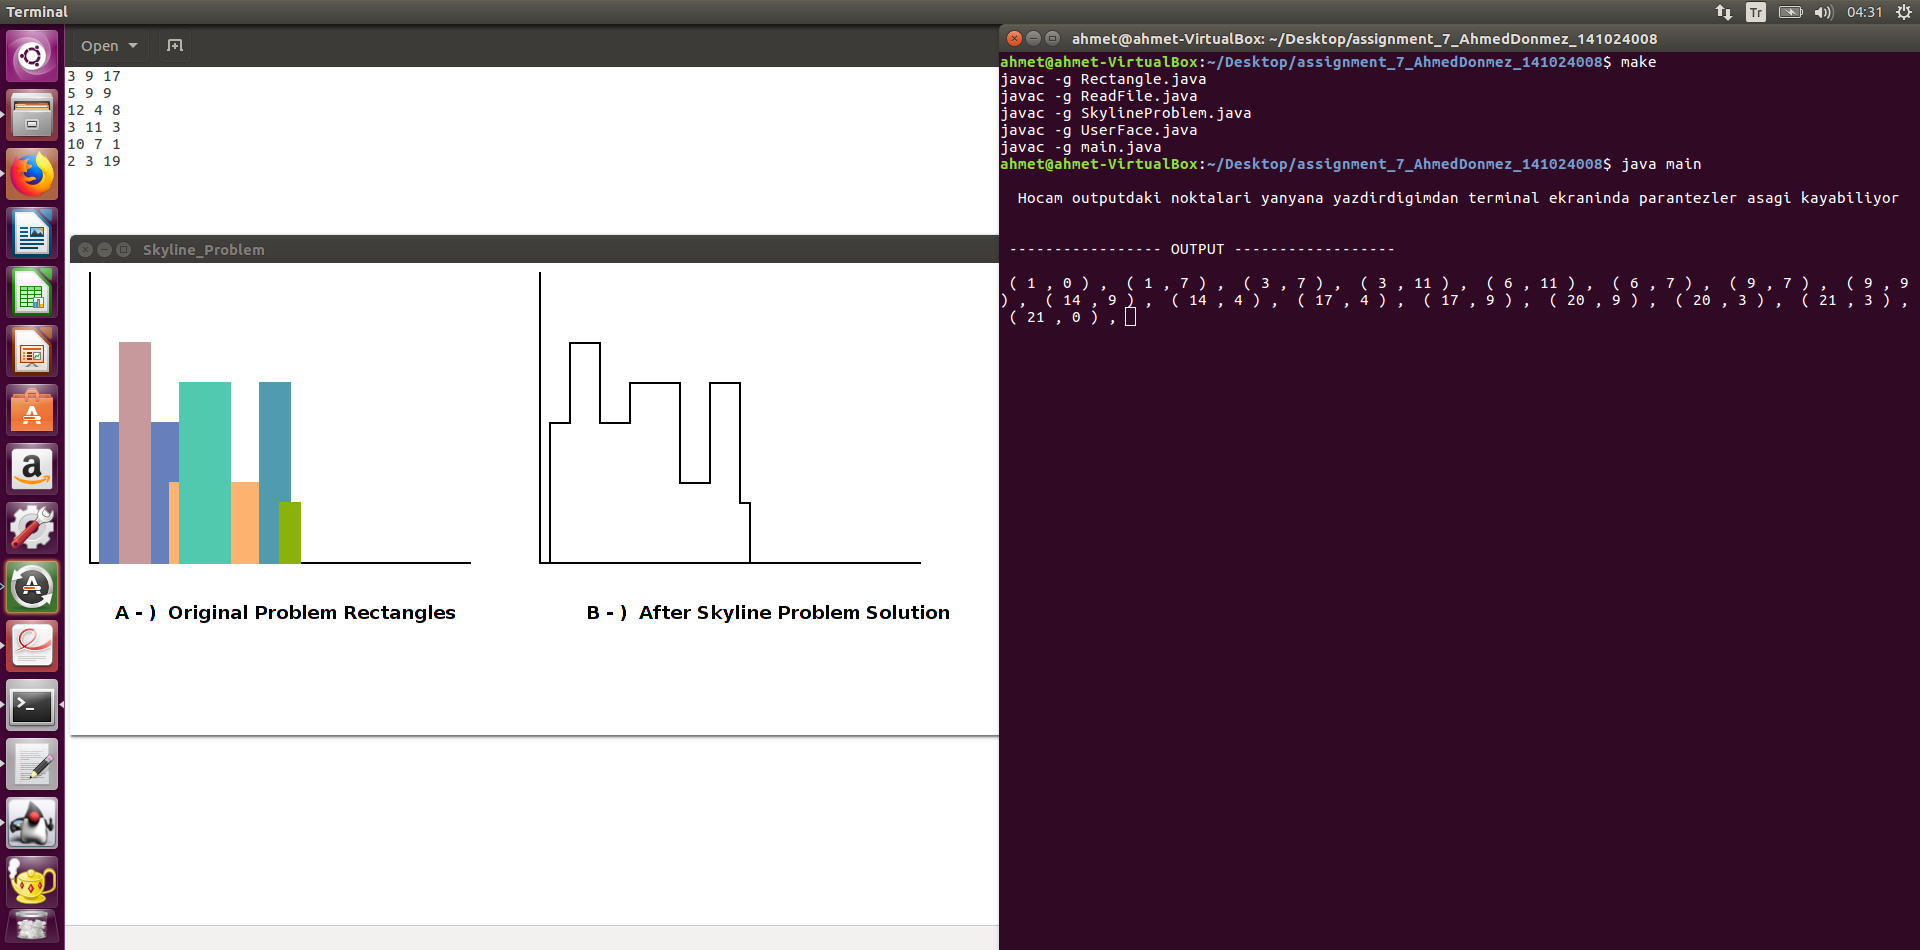 Terminal
Tr
04:31
Open
3 9 17
5 9 9
12 4 8
3 11 3
10 7 1
2 3 19
Skyline_Problem
A - )  Original Problem Rectangles
B - )  After Skyline Problem Solution
ahmet@ahmet-VirtualBox: ~/Desktop/assignment_7_AhmedDonmez_141024008
ahmet@ahmet-VirtualBox:~/Desktop/assignment_7_AhmedDonmez_141024008$ make
javac -g Rectangle.java
javac -g ReadFile.java
javac -g SkylineProblem.java
javac -g UserFace.java
javac -g main.java
ahmet@ahmet-VirtualBox:~/Desktop/assignment_7_AhmedDonmez_141024008$ java main
Hocam outputdaki noktalari yanyana yazdirdigimdan terminal ekraninda parantezler asagi kayabiliyor
----------------- OUTPUT ------------------
( 1 , 0 ) ,  ( 1 , 7 ) ,  ( 3 , 7 ) ,  ( 3 , 11 ) ,  ( 6 , 11 ) ,  ( 6 , 7 ) ,  ( 9 , 7 ) ,  ( 9 , 9
) ,  ( 14 , 9 ) ,  ( 14 , 4 ) ,  ( 17 , 4 ) ,  ( 17 , 9 ) ,  ( 20 , 9 ) ,  ( 20 , 3 ) ,  ( 21 , 3 ) ,
( 21 , 0 ) ,